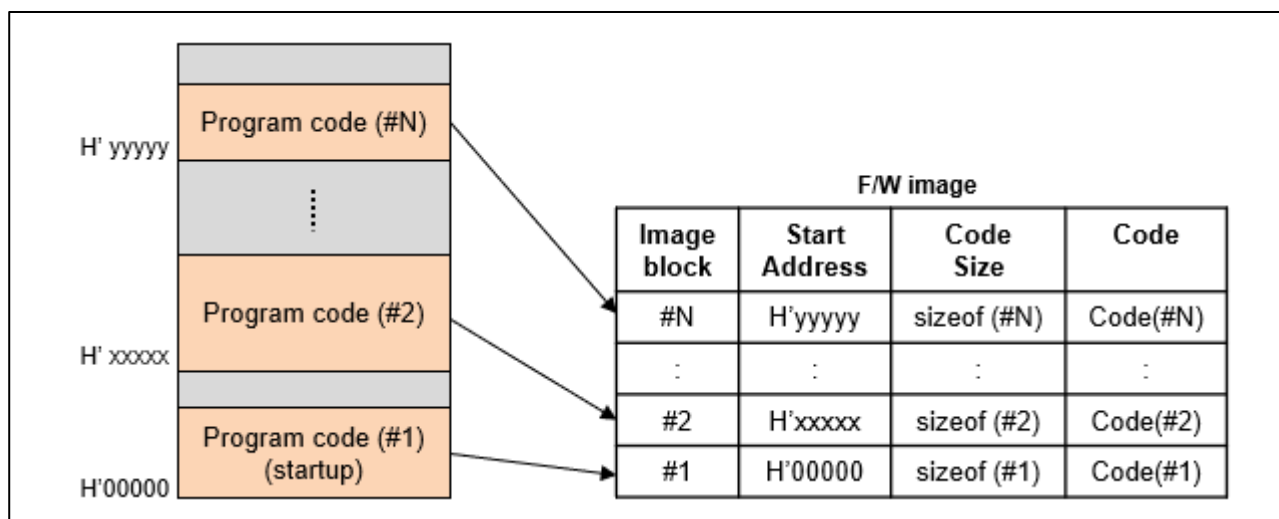 Program code (#N)
H' yyyyy
Program code (#2)
H' xxxxx
Program code (#1)
(startup)
H'00000
F/W image
Image block Start Address Code Size Code
#N H'yyyyy sizeof (#N) Code(#N)
: : : :
#2 H'xxxxx sizeof (#2) Code(#2)
#1 H'00000 sizeof (#1) Code(#1)